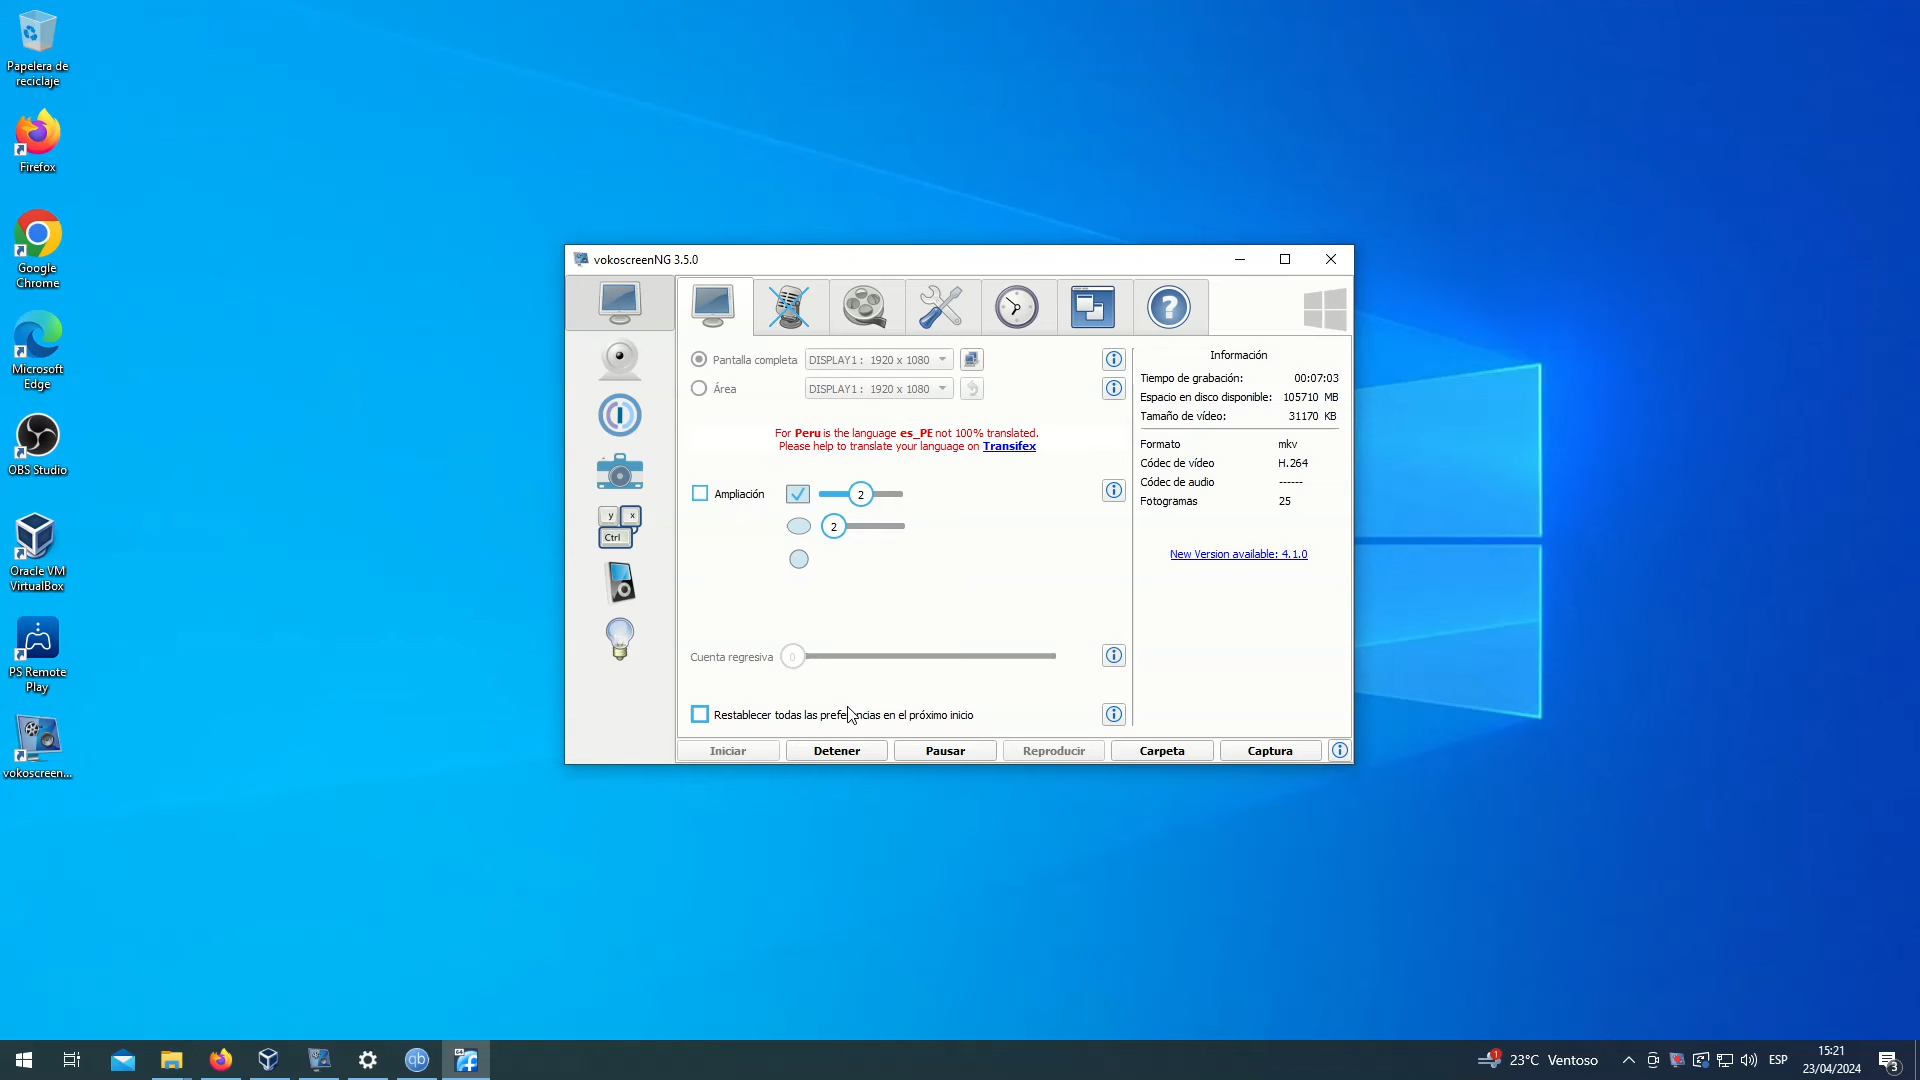 Papelera de
reciclaje
Firefox
Google
Chrome
Microsoft
Edge
OBS Studio
Oracle VM
VirtualBox
PS Remote
Play
vokoscreen...
vokoscreenNG 3.5.0
y x
Ctrl
Pantalla completa DISPLAY1 : 1920 x 1080
Área DISPLAY1 : 1920 x 1080
For Peru is the language es_PE not 100% translated.
Please help to translate your language on Transifex
Ampliación 2
2
Cuenta regresiva 0
Restablecer todas las preferencias en el próximo inicio
Información
Tiempo de grabación: 00:07:03
Espacio en disco disponible: 105710 MB
Tamaño de vídeo: 31170 KB
Formato mkv
Códec de vídeo H.264
Códec de audio ------
Fotogramas 25
New Version available: 4.1.0
Iniciar Detener Pausar Reproducir Carpeta Captura
qb
64
1
23°C Ventoso
ESP
15:21
23/04/2024
3